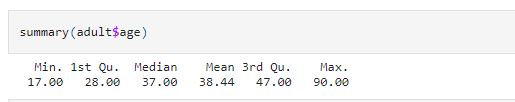 summary(adult$age)
Min. 1st Qu. Median Mean 3rd Qu. Max.
17.00 28.00 37.00 38.44 47.00 90.00